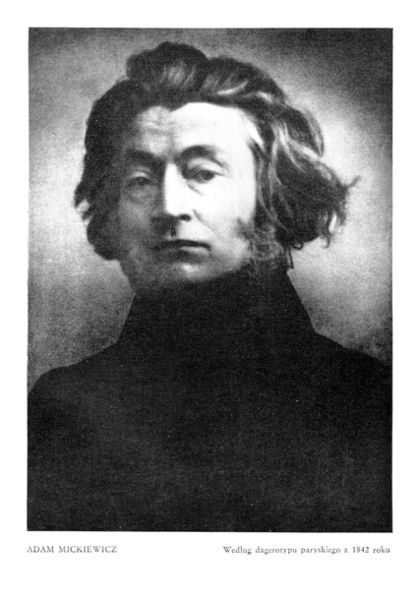 ADAM MICKIEWICZ
Według dagerotypu paryskiego z 1842 roku